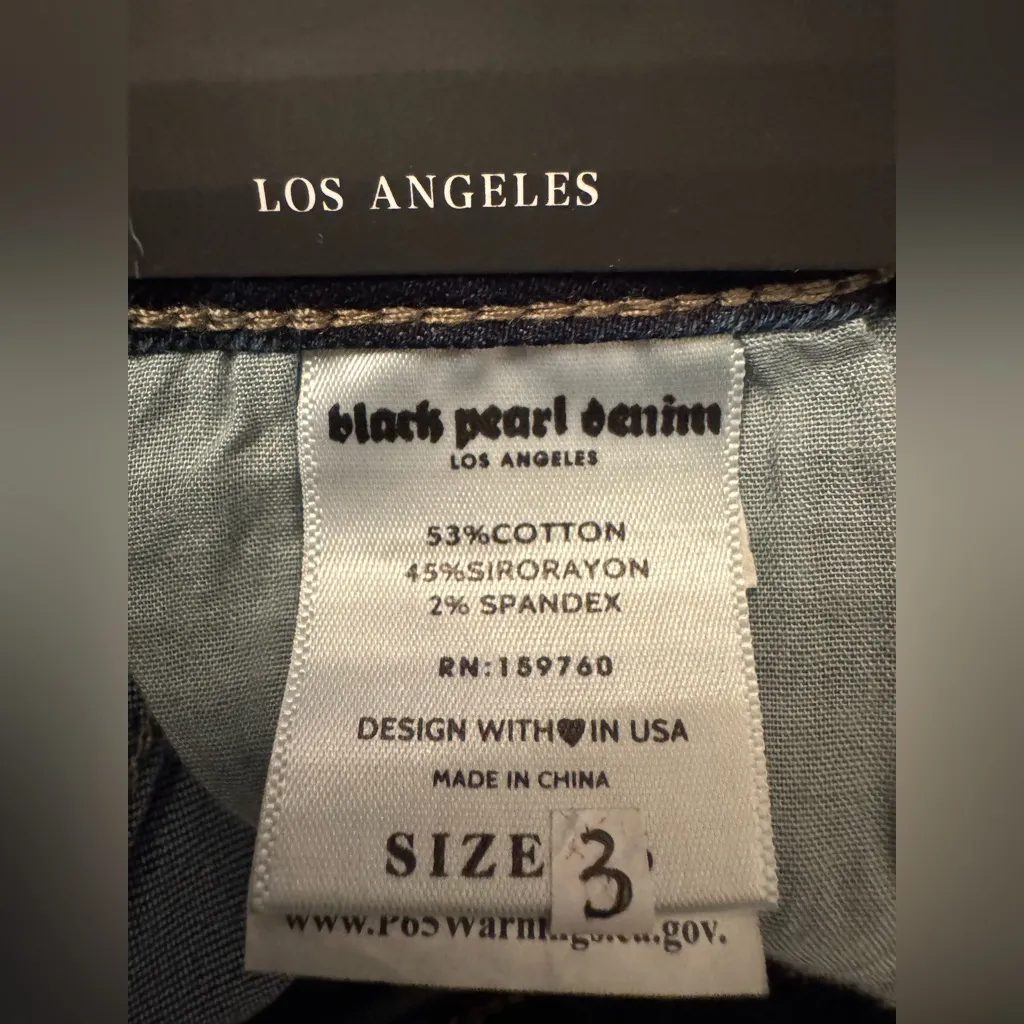 LOS ANGELES
black pearl denim
LOS ANGELES
53%COTTON
45%SIRORAYON
2% SPANDEX
RN:159760
DESIGN WITH♥IN USA
MADE IN CHINA
SIZE 3